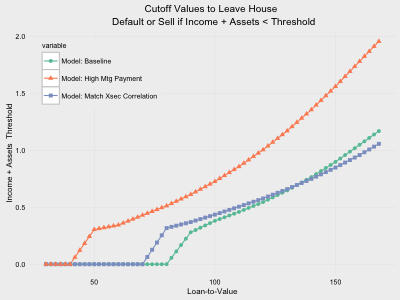 Cutoff Values to Leave House
Default or Sell if Income + Assets < Threshold
variable
Model: Baseline
Model: High Mtg Payment
Model: Match Xsec Correlation
Income + Assets Threshold
2.0
1.5
1.0
0.5
0.0
50 100 150
Loan-to-Value